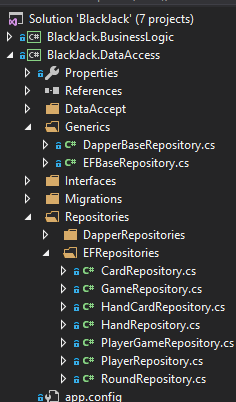 Solution 'BlackJack' (7 projects)
C# BlackJack.BusinessLogic
C# BlackJack.DataAccess
Properties
References
DataAccept
Generics
C# DapperBaseRepository.cs
C# EFBaseRepository.cs
Interfaces
Migrations
Repositories
DapperRepositories
EFRepositories
C# CardRepository.cs
C# GameRepository.cs
C# HandCardRepository.cs
C# HandRepository.cs
C# PlayerGameRepository.cs
C# PlayerRepository.cs
C# RoundRepository.cs
app.config